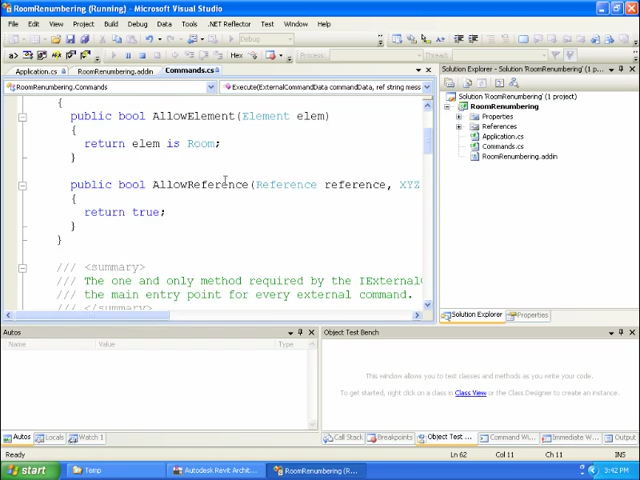 RoomRenumbering (Running) - Microsoft Visual Studio
File Edit View Project Build Debug Data Tools .NET Reflector Test Window Help
Debug
Hex Process: Thread:
Application.cs RoomRenumbering.addin Commands.cs
RoomRenumbering.Commands Execute(ExternalCommandData commandData, ref string mess
{
public bool AllowElement(Element elem)
{
return elem is Room;
}
public bool AllowReference(Reference reference, XYZ
{
return true;
}
}
/// <summary>
/// The one and only method required by the IExternalC
/// the main entry point for every external command.
/// </summary>
Solution Explorer - Solution 'RoomRenumbering' (1 project)
Solution 'RoomRenumbering' (1 project)
RoomRenumbering
Properties
References
Application.cs
Commands.cs
RoomRenumbering.addin
Solution Explorer Properties
Autos
Name Value Type
Autos Locals Watch 1
Object Test Bench
This window allows you to test classes and methods as you write your code.
To get started, right click on a class in Class View or the Class Designer to create an instance.
Call Stack Breakpoints Object Test ... Command Wi... Immediate W... Output
Ready Ln 62 Col 11 Ch 11 INS
start Temp Autodesk Revit Archit... RoomRenumbering (R... 3:42 PM